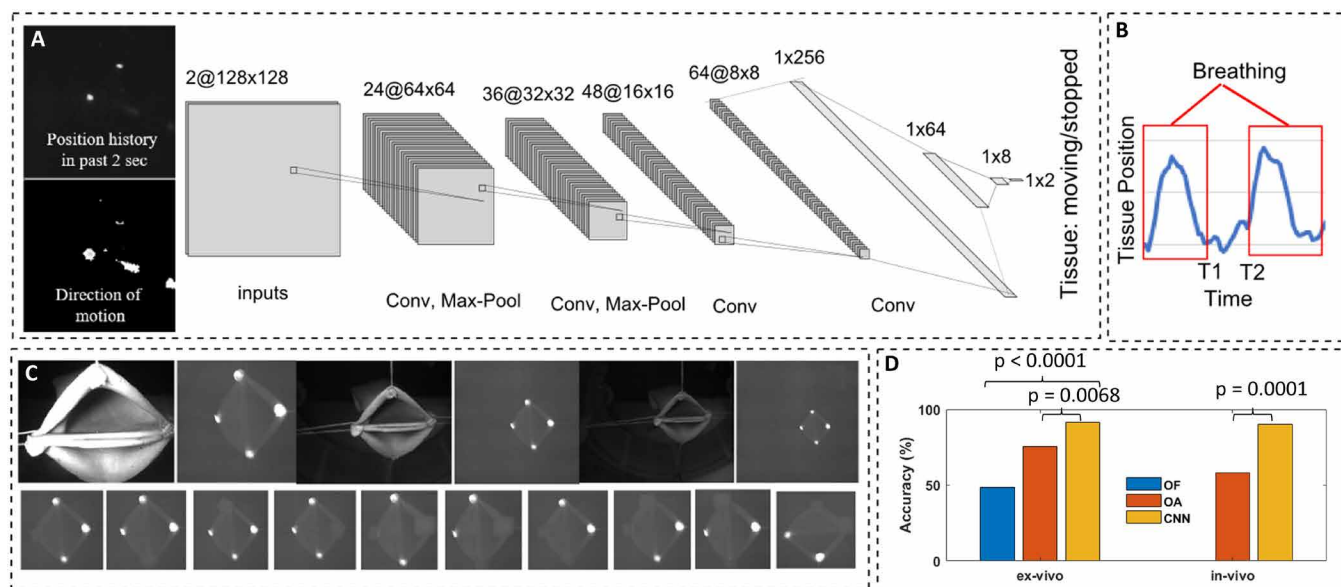 A
Position history
in past 2 sec
Direction of
motion
2@128x128
inputs
24@64x64
36@32x32
48@16x16
64@8x8
1x256
1x64
1x8
1x2
Conv, Max-Pool
Conv, Max-Pool
Conv
Conv
Tissue: moving/stopped
B
Breathing
Tissue Position
T1 T2
Time
C
D
p < 0.0001
p = 0.0068
p = 0.0001
Accuracy (%)
100
50
0
OF
OA
CNN
ex-vivo
in-vivo